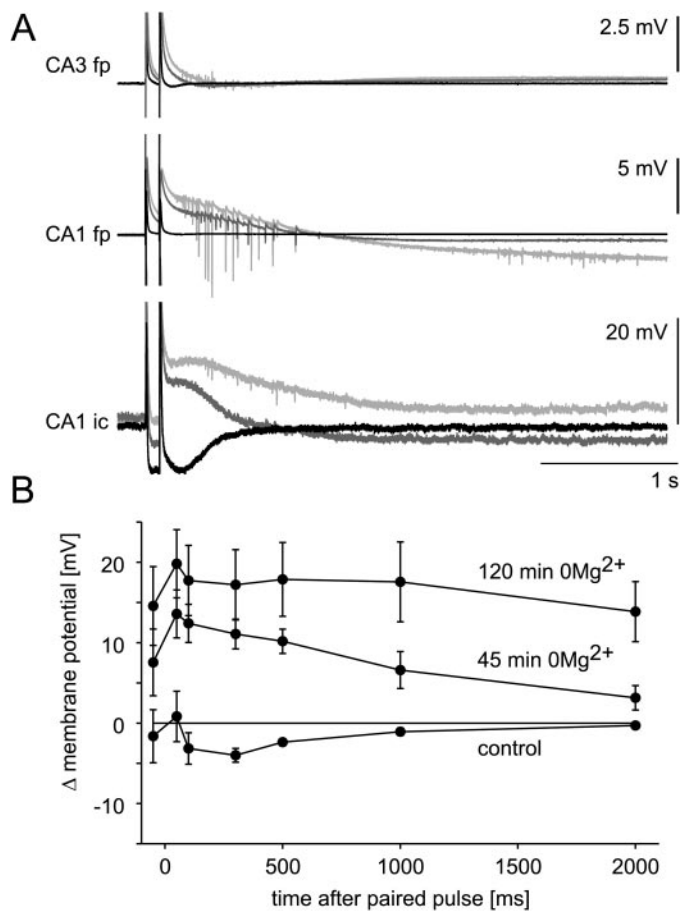 A
CA3 fp
2.5 mV
CA1 fp
5 mV
20 mV
CA1 ic
1 s
B
Δ membrane potential [mV]
20
10
0
-10
120 min 0Mg²⁺
45 min 0Mg²⁺
control
0
500
1000
1500
2000
time after paired pulse [ms]